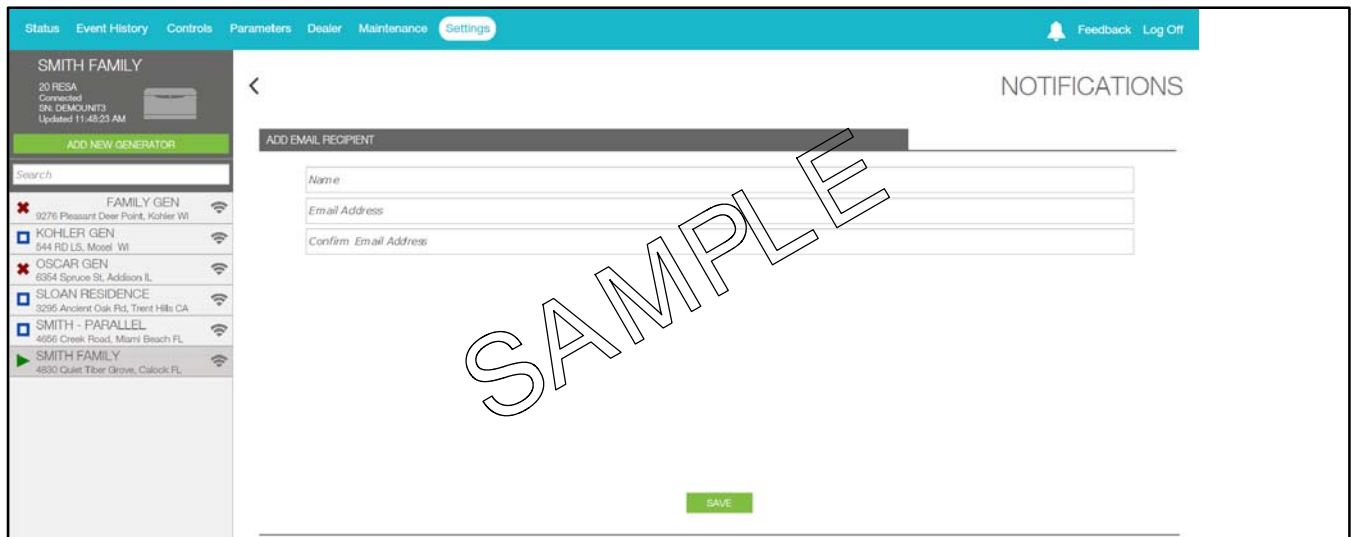 Status Event History Controls Parameters Dealer Maintenance Settings Feedback Log Off
SMITH FAMILY
20 RESA
Connected
SN: DEMOUNIT3
Updated 11:48:23 AM
ADD NEW GENERATOR
Search
FAMILY GEN
9276 Pleasant Deer Point, Kohler WI
KOHLER GEN
544 RD LS, Mosel WI
OSCAR GEN
6354 Spruce St, Addison IL
SLOAN RESIDENCE
3295 Ancient Oak Rd, Trent Hills CA
SMITH - PARALLEL
4656 Creek Road, Miami Beach FL
SMITH FAMILY
4830 Quiet Tiber Grove, Calock FL
NOTIFICATIONS
ADD EMAIL RECIPIENT
Name
Email Address
Confirm Email Address
SAMPLE
SAVE